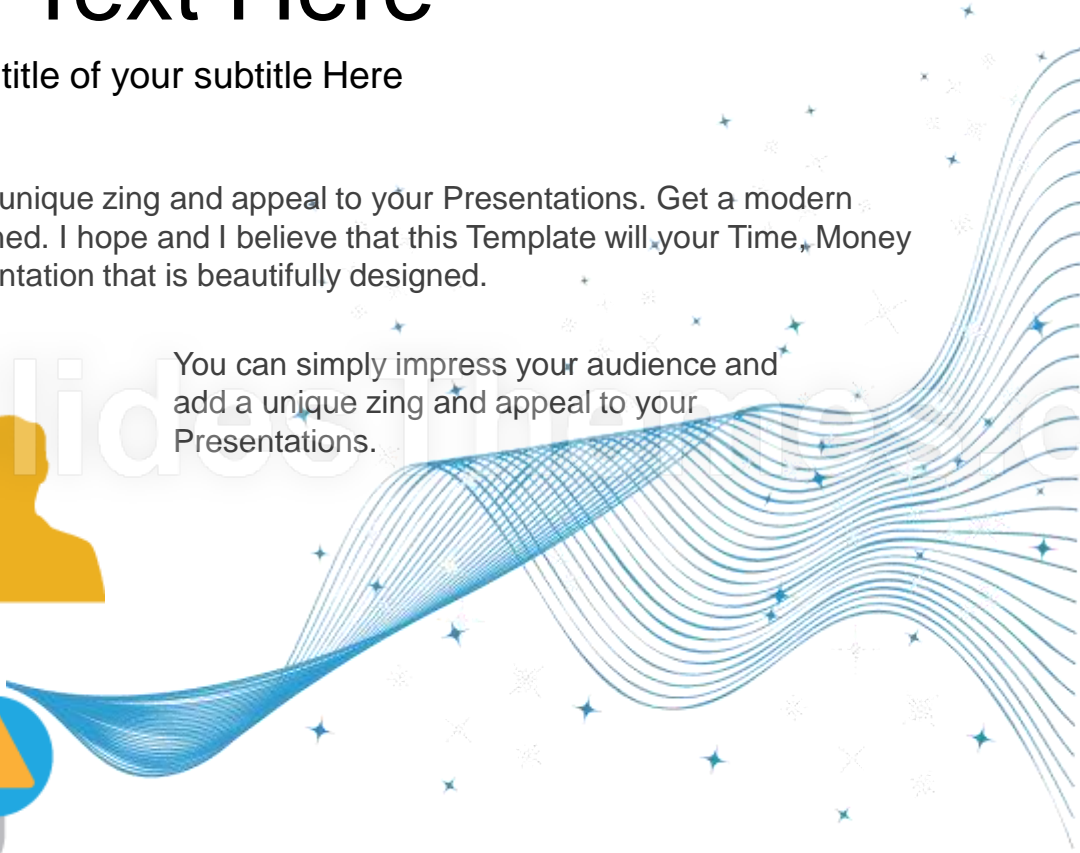 Text Here
title of your subtitle Here
unique zing and appeal to your Presentations. Get a modern
ned. I hope and I believe that this Template will your Time, Money
ntation that is beautifully designed.
You can simply impress your audience and
add a unique zing and appeal to your
Presentations.
lidesThemes.c